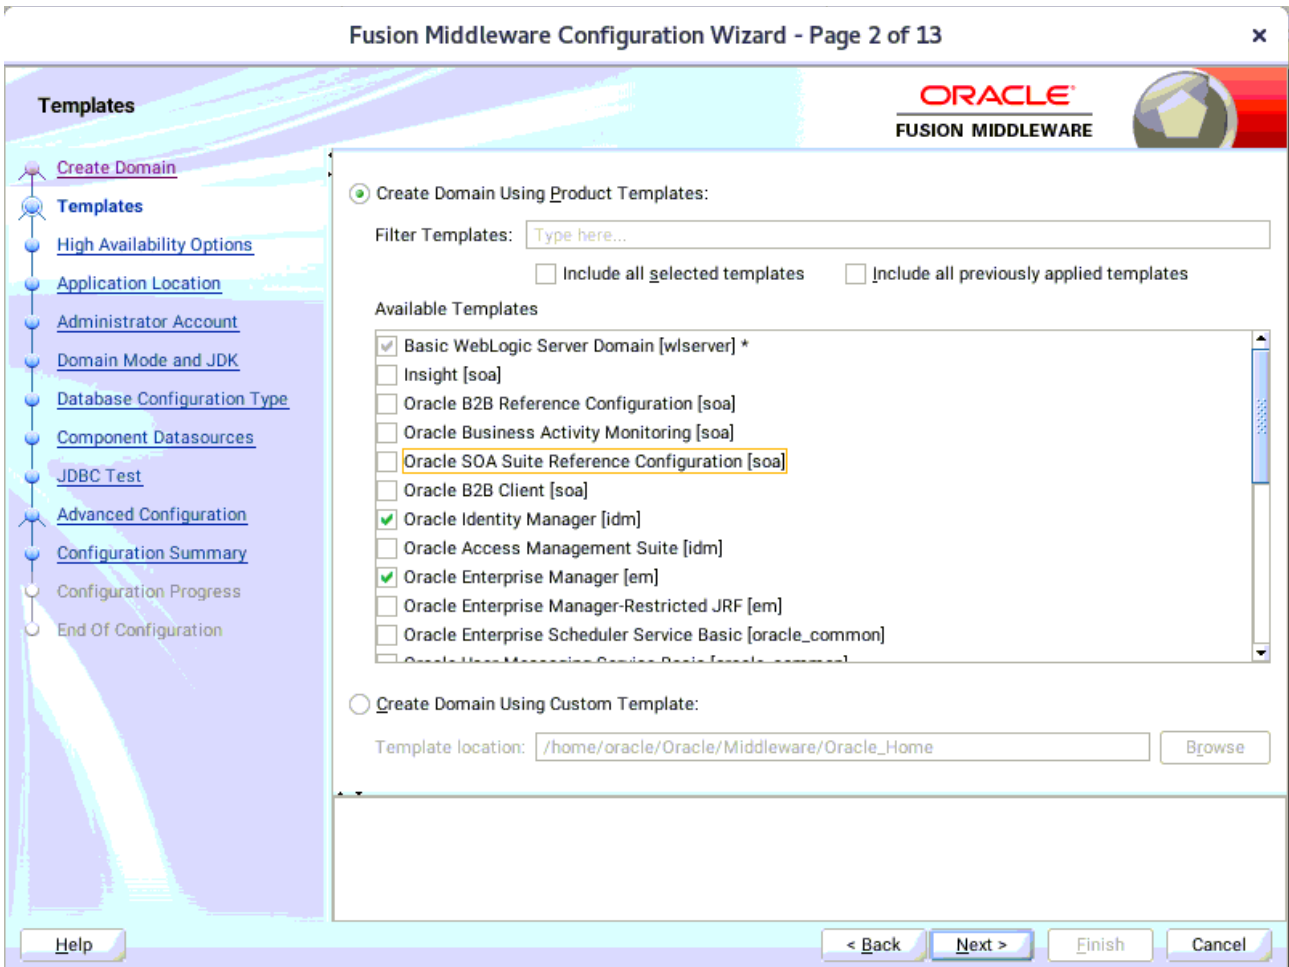 Fusion Middleware Configuration Wizard - Page 2 of 13
Templates
ORACLE
FUSION MIDDLEWARE
Create Domain
Templates
High Availability Options
Application Location
Administrator Account
Domain Mode and JDK
Database Configuration Type
Component Datasources
JDBC Test
Advanced Configuration
Configuration Summary
Configuration Progress
End Of Configuration
Create Domain Using Product Templates:
Filter Templates: Type here...
Include all selected templates Include all previously applied templates
Available Templates
Basic WebLogic Server Domain [wlserver] *
Insight [soa]
Oracle B2B Reference Configuration [soa]
Oracle Business Activity Monitoring [soa]
Oracle SOA Suite Reference Configuration [soa]
Oracle B2B Client [soa]
Oracle Identity Manager [idm]
Oracle Access Management Suite [idm]
Oracle Enterprise Manager [em]
Oracle Enterprise Manager-Restricted JRF [em]
Oracle Enterprise Scheduler Service Basic [oracle_common]
Oracle User Messaging Service Basic [oracle_common]
Create Domain Using Custom Template:
Template location: /home/oracle/Oracle/Middleware/Oracle_Home Browse
Help < Back Next > Finish Cancel